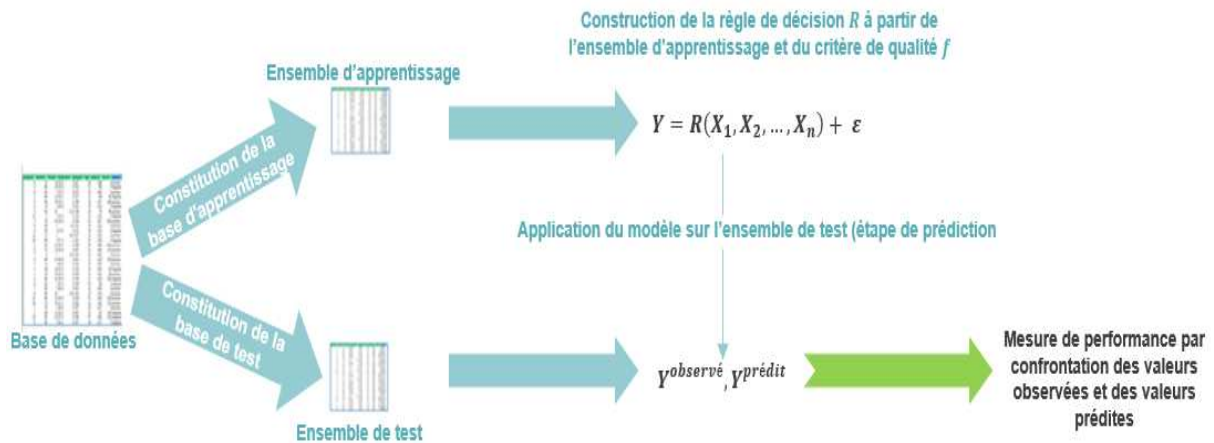 Construction de la règle de décision R à partir de
l'ensemble d'apprentissage et du critère de qualité f
Ensemble d'apprentissage
Y = R(X₁, X₂, ..., Xₙ) + ε
Constitution de la
base d'apprentissage
Application du modèle sur l'ensemble de test (étape de prédiction
Constitution de la
base de test
Base de données
Y^observé, Y^prédit
Mesure de performance par
confrontation des valeurs
observées et des valeurs
prédites
Ensemble de test